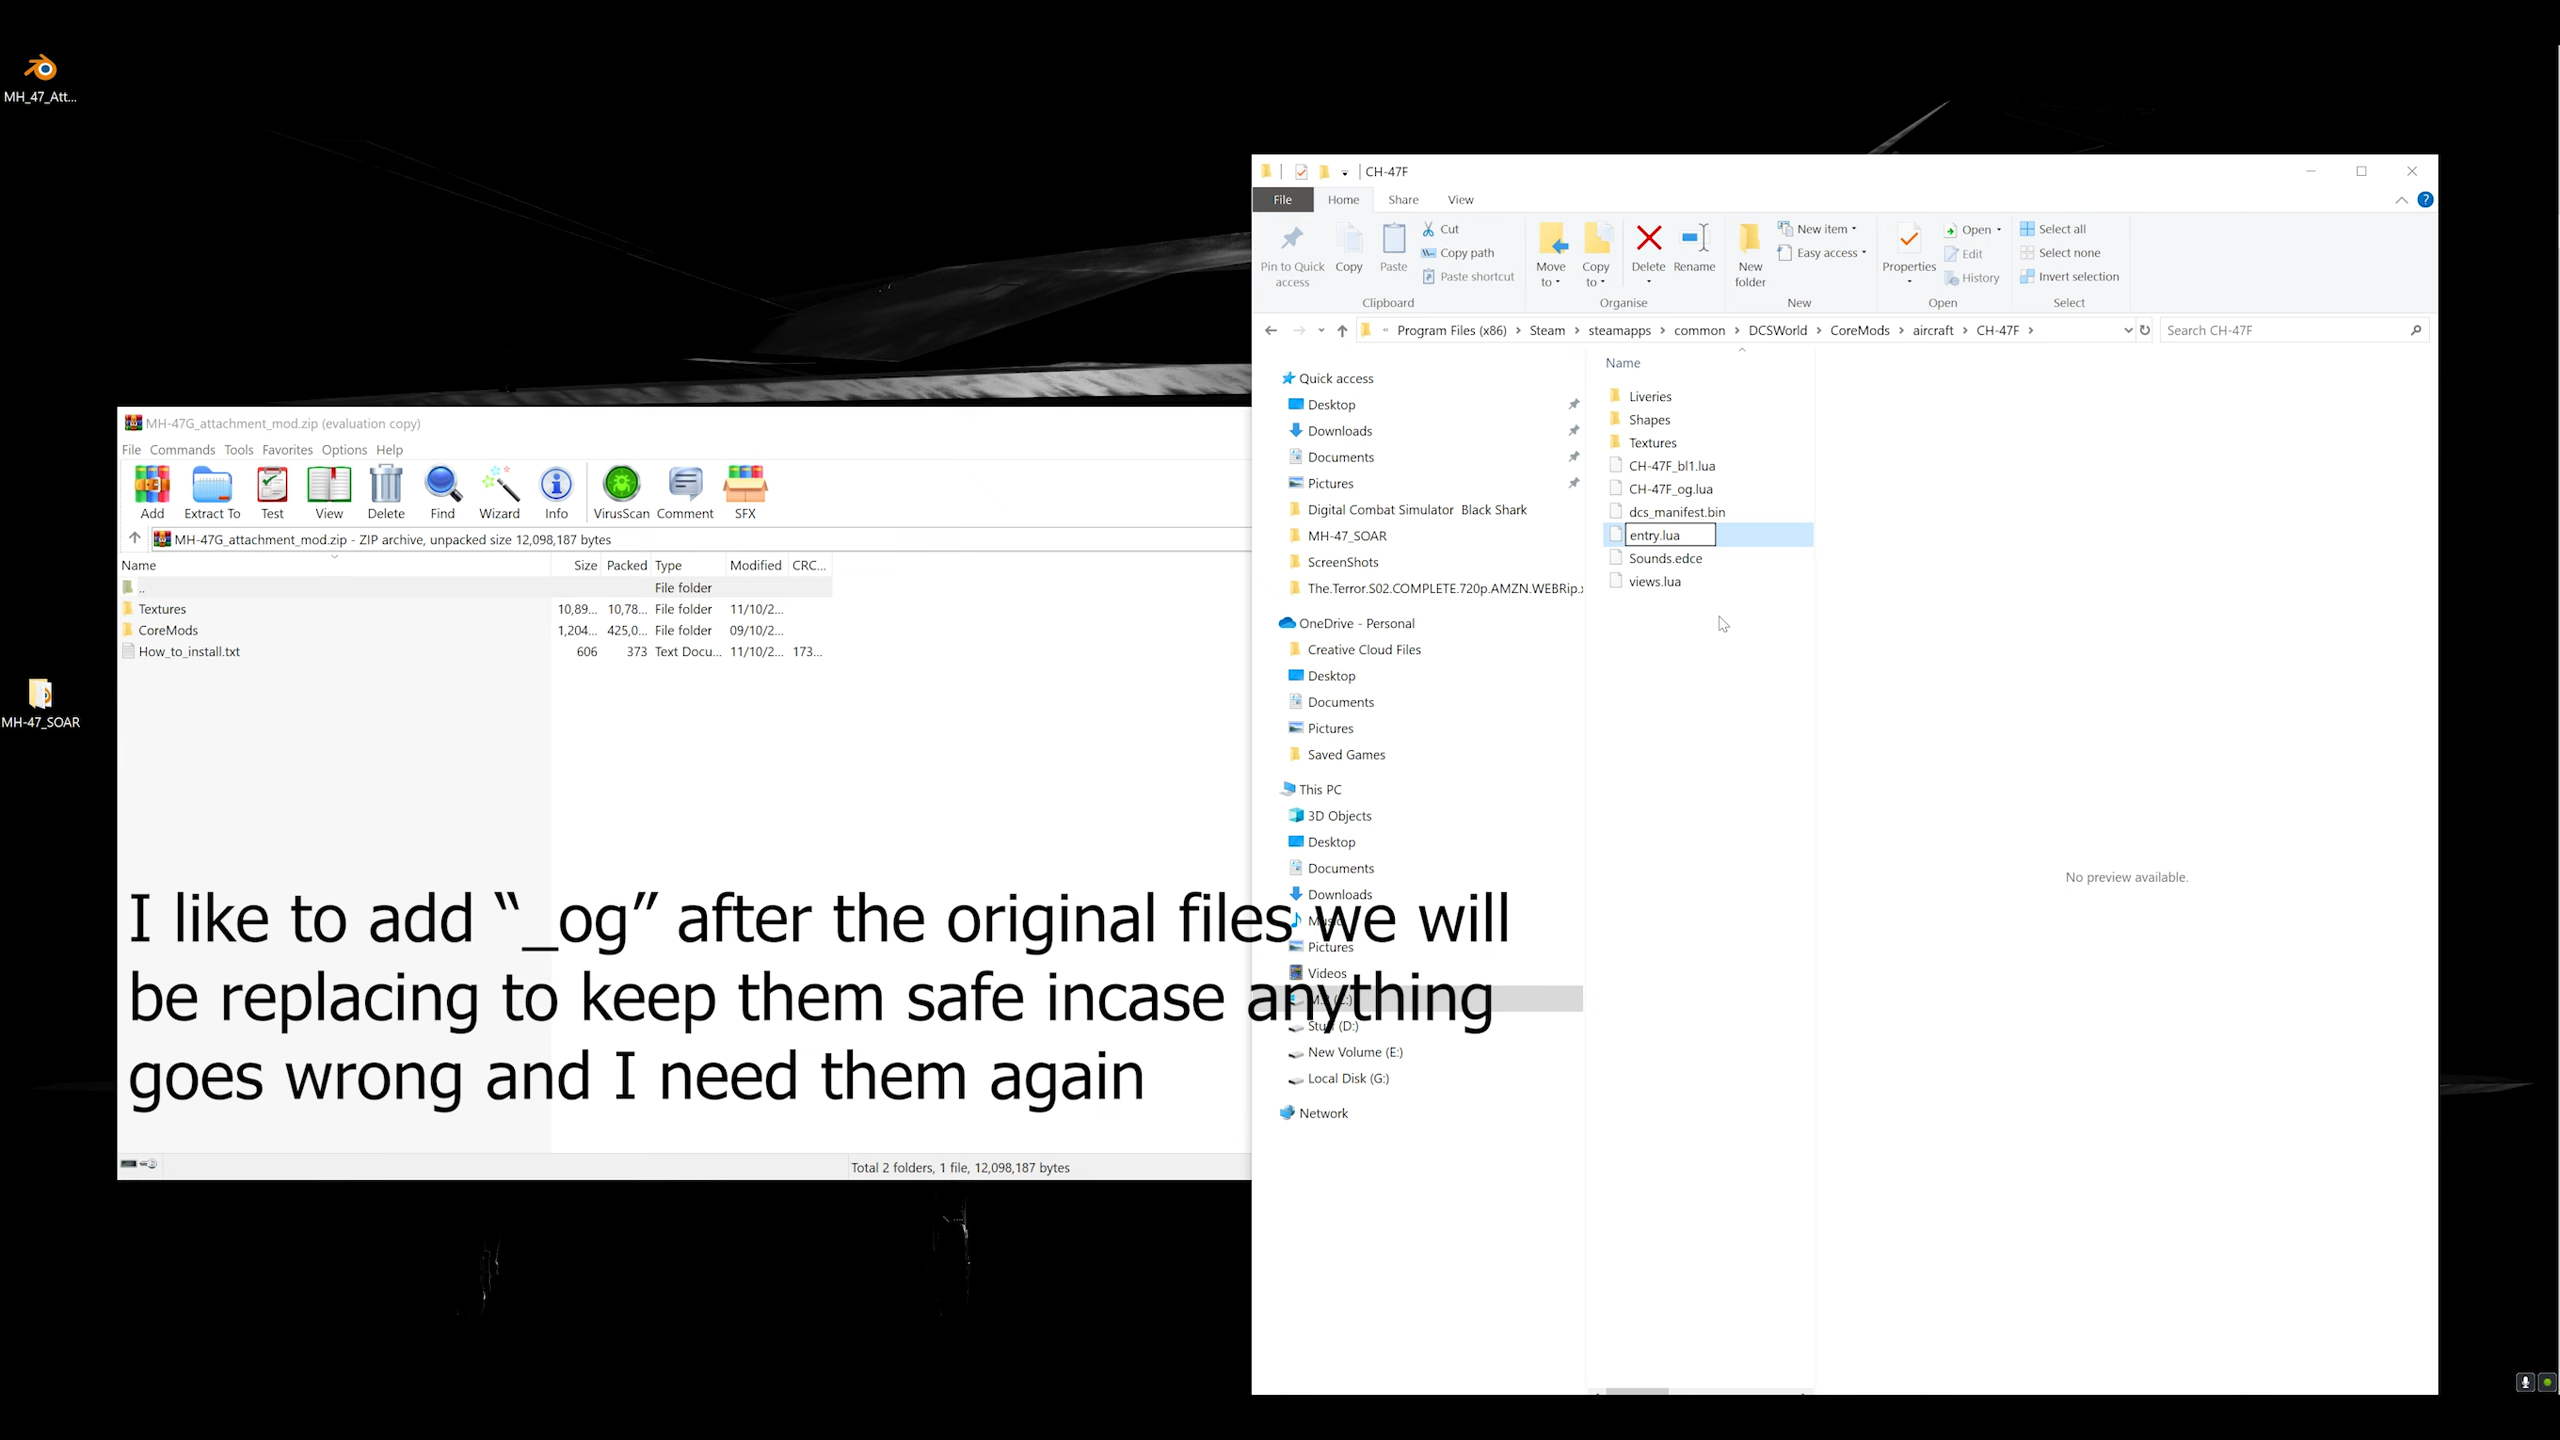 MH_47_Att...
MH-47_SOAR
MH-47G_attachment_mod.zip (evaluation copy)
File Commands Tools Favorites Options Help
Add Extract To Test View Delete Find Wizard Info VirusScan Comment SFX
MH-47G_attachment_mod.zip - ZIP archive, unpacked size 12,098,187 bytes
Name Size Packed Type Modified CRC...
.. File folder
Textures 10,89... 10,78... File folder 11/10/2...
CoreMods 1,204... 425,0... File folder 09/10/2...
How_to_install.txt 606 373 Text Docu... 11/10/2... 173...
Total 2 folders, 1 file, 12,098,187 bytes
I like to add “_og” after the original files we will
be replacing to keep them safe incase anything
goes wrong and I need them again
CH-47F
File Home Share View
Pin to Quick access
Copy
Paste
Cut
Copy path
Paste shortcut
Clipboard
Move to
Copy to
Delete
Rename
Organise
New folder
New item
Easy access
New
Properties
Open
Edit
History
Open
Select all
Select none
Invert selection
Select
« Program Files (x86) › Steam › steamapps › common › DCSWorld › CoreMods › aircraft › CH-47F ›
Search CH-47F
Quick access
Desktop
Downloads
Documents
Pictures
Digital Combat Simulator Black Shark
MH-47_SOAR
ScreenShots
The.Terror.S02.COMPLETE.720p.AMZN.WEBRip.
OneDrive - Personal
Creative Cloud Files
Desktop
Documents
Pictures
Saved Games
This PC
3D Objects
Desktop
Documents
Downloads
Pictures
Videos
(D:)
New Volume (E:)
Local Disk (G:)
Network
Name
Liveries
Shapes
Textures
CH-47F_bl1.lua
CH-47F_og.lua
dcs_manifest.bin
entry.lua
Sounds.edce
views.lua
No preview available.